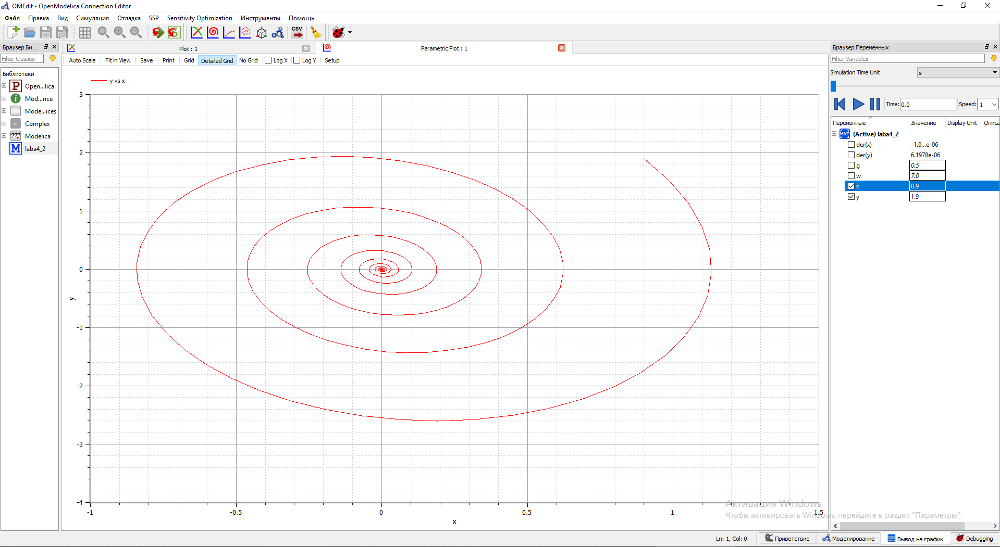 OMEdit - OpenModelica Connection Editor
Файл Правка Вид Симуляция Отладка SSP Sensitivity Optimization Инструменты Помощь
CSV
Браузер Би...
Plot : 1
Parametric Plot : 1
Браузер Переменных
Filter Classes
Auto Scale Fit in View Save Print Grid Detailed Grid No Grid Log X Log Y Setup
Filter Variables
Библиотеки
Simulation Time Unit s
P Open...lica
i Mod...nce
Mode...ices
C Complex
Modelica
M laba4_2
Time: 0.0 Speed: 1
Переменные Значение Display Unit Описа
MAT (Active) laba4_2
der(x) -1.0...e-06
der(y) 6.1978e-06
g 0.5
w 7.0
x 0.9
y 1.9
y vs x
3
2
1
0
-1
-2
-3
-4
y
-1 -0.5 0 0.5 1 1.5
x
Активация Windows
Чтобы активировать Windows, перейдите в раздел "Параметры".
Ln: 1, Col: 0 Приветствие Моделирование Вывод на график Debugging